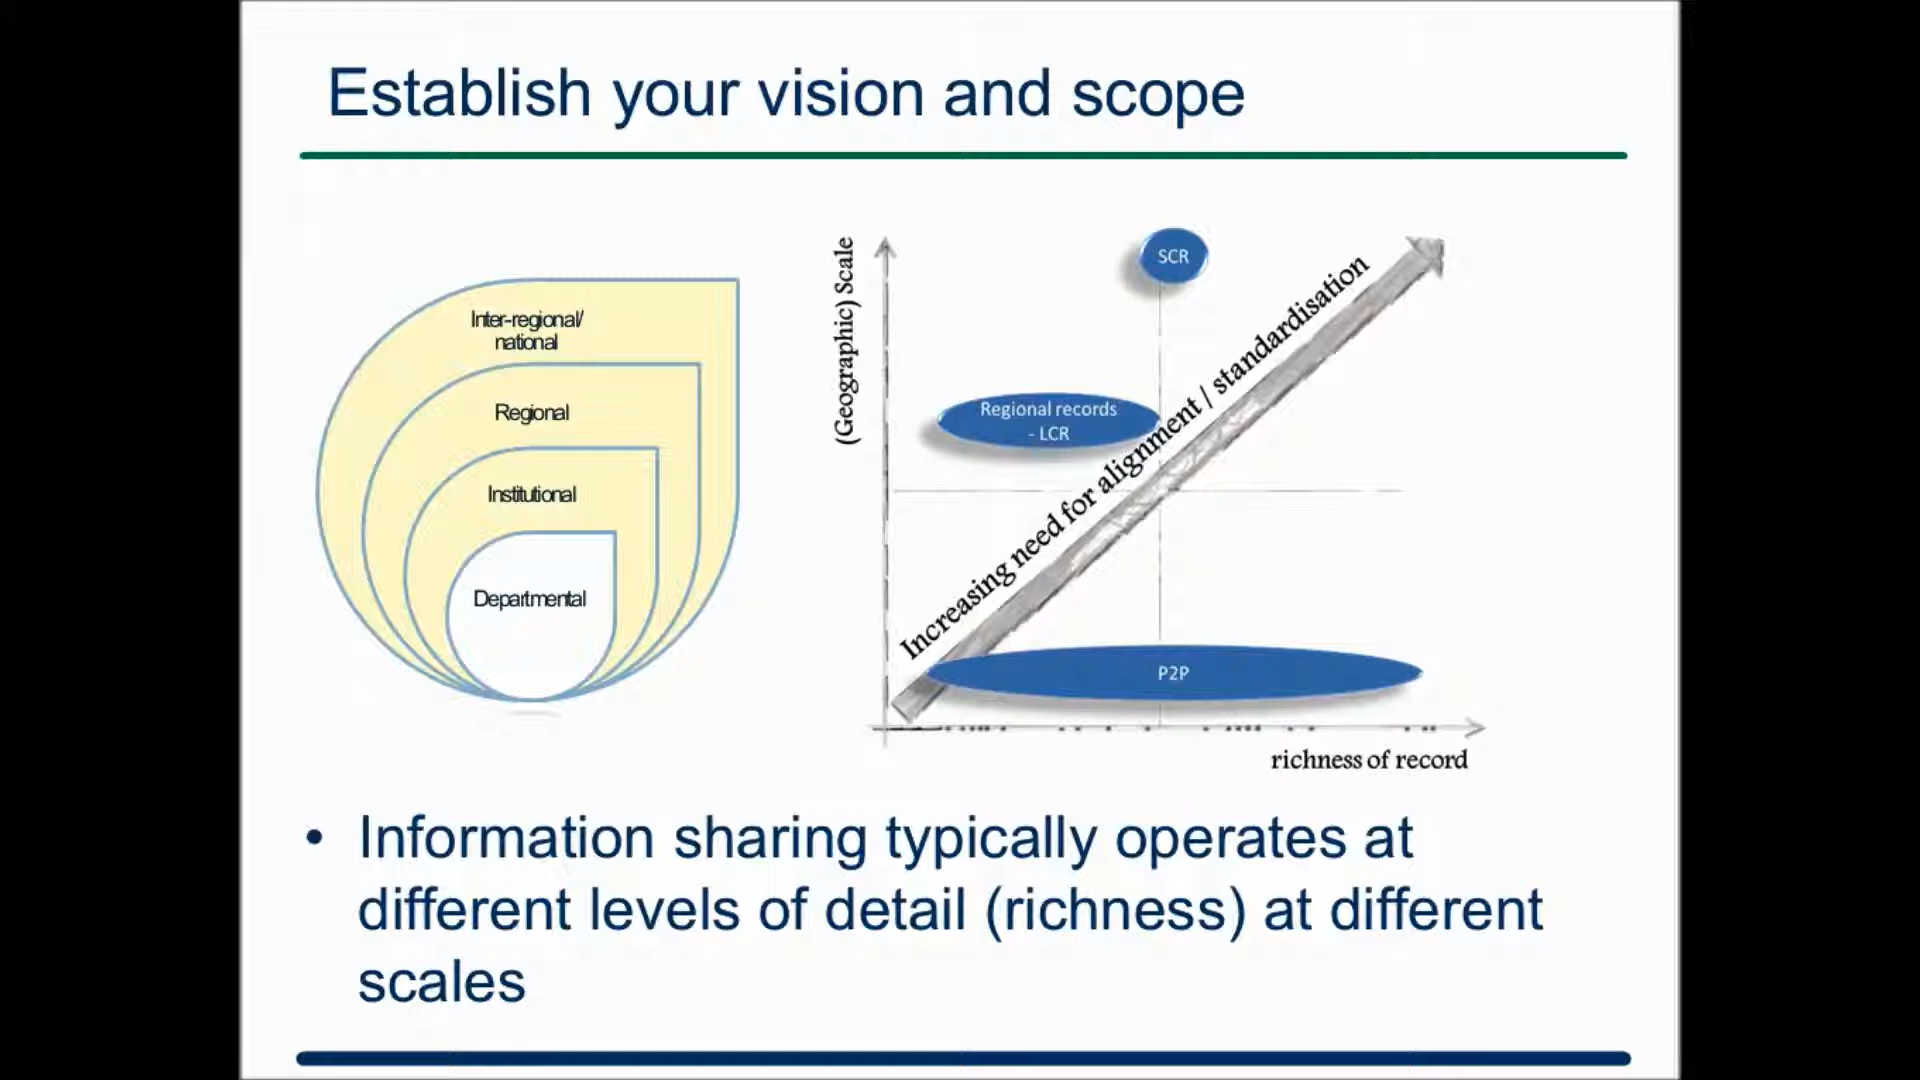 Establish your vision and scope
Inter-regional/
national
Regional
Institutional
Departmental
(Geographic) Scale
SCR
Regional records
- LCR
Increasing need for alignment / standardisation
P2P
richness of record
• Information sharing typically operates at
different levels of detail (richness) at different
scales